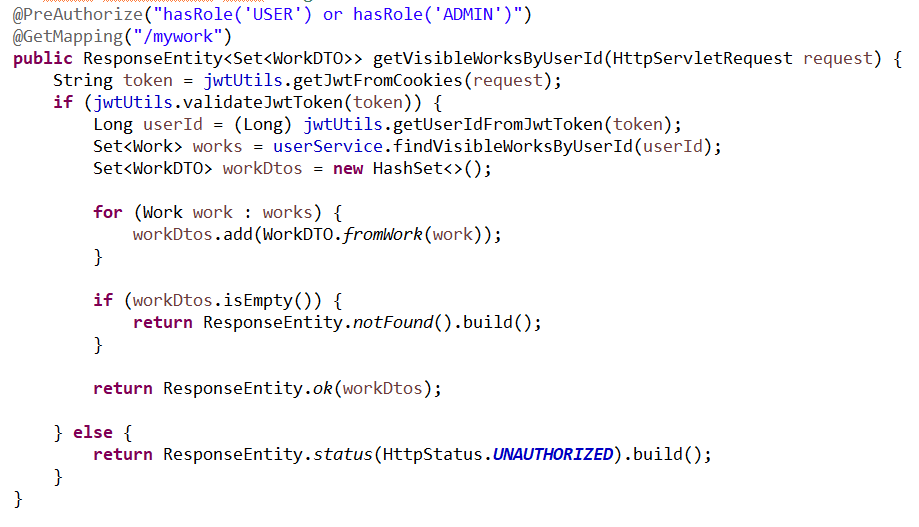 @PreAuthorize("hasRole('USER') or hasRole('ADMIN')")
@GetMapping("/mywork")
public ResponseEntity<Set<WorkDTO>> getVisibleWorksByUserId(HttpServletRequest request) {
    String token = jwtUtils.getJwtFromCookies(request);
    if (jwtUtils.validateJwtToken(token)) {
        Long userId = (Long) jwtUtils.getUserIdFromJwtToken(token);
        Set<Work> works = userService.findVisibleWorksByUserId(userId);
        Set<WorkDTO> workDtos = new HashSet<>();

        for (Work work : works) {
            workDtos.add(WorkDTO.fromWork(work));
        }

        if (workDtos.isEmpty()) {
            return ResponseEntity.notFound().build();
        }

        return ResponseEntity.ok(workDtos);

    } else {
        return ResponseEntity.status(HttpStatus.UNAUTHORIZED).build();
    }
}